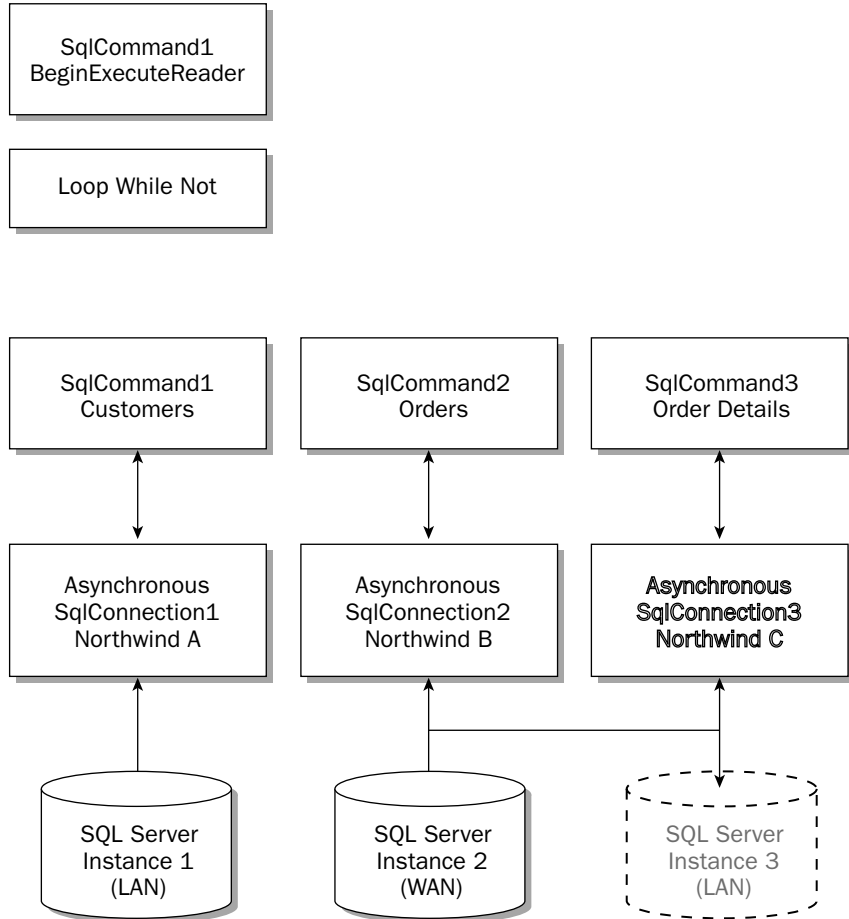 SqlCommand1
BeginExecuteReader
Loop While Not
SqlCommand1
Customers
SqlCommand2
Orders
SqlCommand3
Order Details
Asynchronous
SqlConnection1
Northwind A
Asynchronous
SqlConnection2
Northwind B
Asynchronous
SqlConnection3
Northwind C
SQL Server
Instance 1
(LAN)
SQL Server
Instance 2
(WAN)
SQL Server
Instance 3
(LAN)